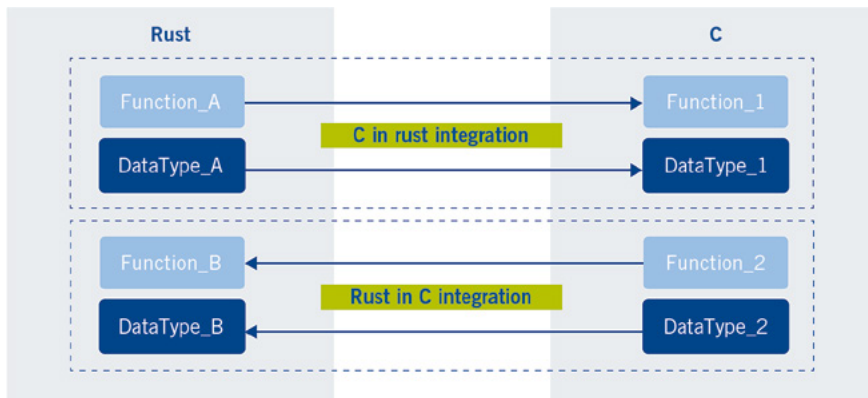 Rust
C
Function_A
Function_1
C in rust integration
DataType_A
DataType_1
Function_B
Function_2
Rust in C integration
DataType_B
DataType_2